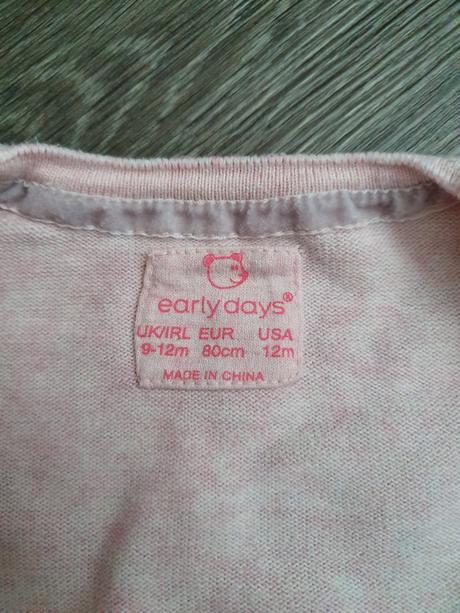 early days®
UK/IRL EUR USA
9-12m 80cm 12m
MADE IN CHINA